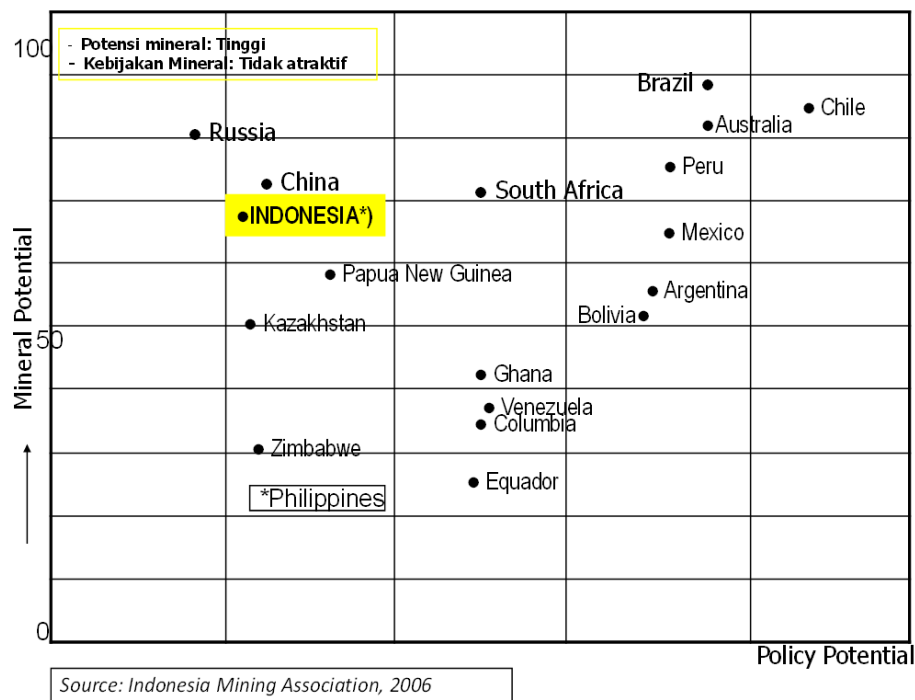 100
- Potensi mineral: Tinggi
- Kebijakan Mineral: Tidak atraktif
Brazil
Chile
Australia
Russia
Peru
China
South Africa
INDONESIA*)
Mexico
Papua New Guinea
Argentina
Bolivia
Kazakhstan
50
Mineral Potential
Ghana
Venezuela
Columbia
Zimbabwe
Equador
*Philippines
0
Policy Potential
Source: Indonesia Mining Association, 2006